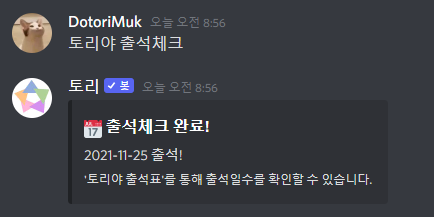 DotoriMuk 오늘 오전 8:56
토리야 출석체크
토리 ✓ 봇 오늘 오전 8:56
17 출석체크 완료!
2021-11-25 출석!
'토리야 출석표'를 통해 출석일수를 확인할 수 있습니다.